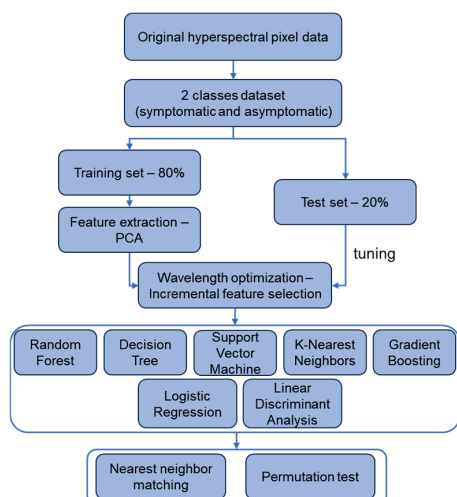 Original hyperspectral pixel data
2 classes dataset
(symptomatic and asymptomatic)
Training set – 80%
Test set – 20%
Feature extraction –
PCA
tuning
Wavelength optimization –
Incremental feature selection
Random
Forest
Decision
Tree
Support
Vector
Machine
K-Nearest
Neighbors
Gradient
Boosting
Logistic
Regression
Linear
Discriminant
Analysis
Nearest neighbor
matching
Permutation test